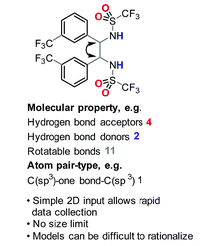 O
O
S
CF₃
F₃C
NH
F₃C
NH
S
CF₃
O
O
Molecular property, e.g.
Hydrogen bond acceptors 4
Hydrogen bond donors 2
Rotatable bonds 11
Atom pair-type, e.g.
C(sp³)-one bond-C(sp ³) 1
• Simple 2D input allows rapid
data collection
• No size limit
• Models can be difficult to rationalize